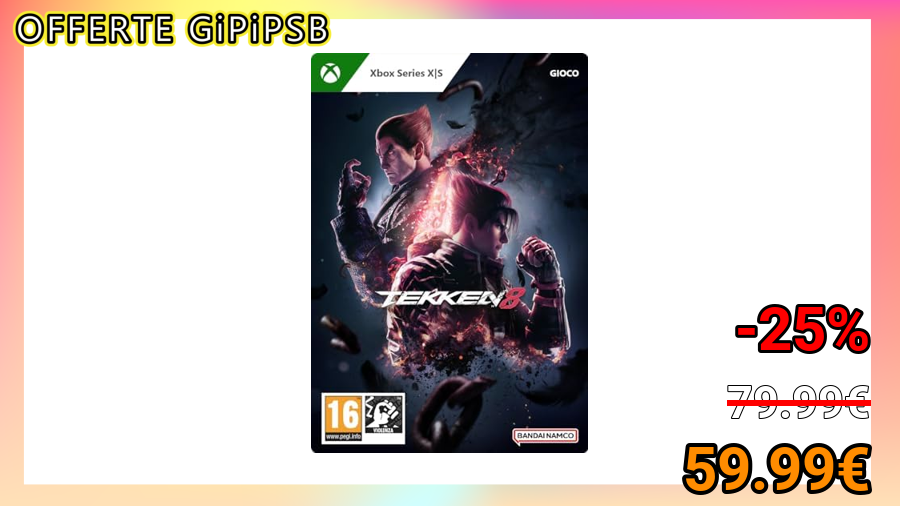 OFFERTE GiPiPSB
Xbox Series X|S
GIOCO
TEKKEN 8
16
www.pegi.info
VIOLENZA
BANDAI NAMCO
-25%
79.99€
59.99€